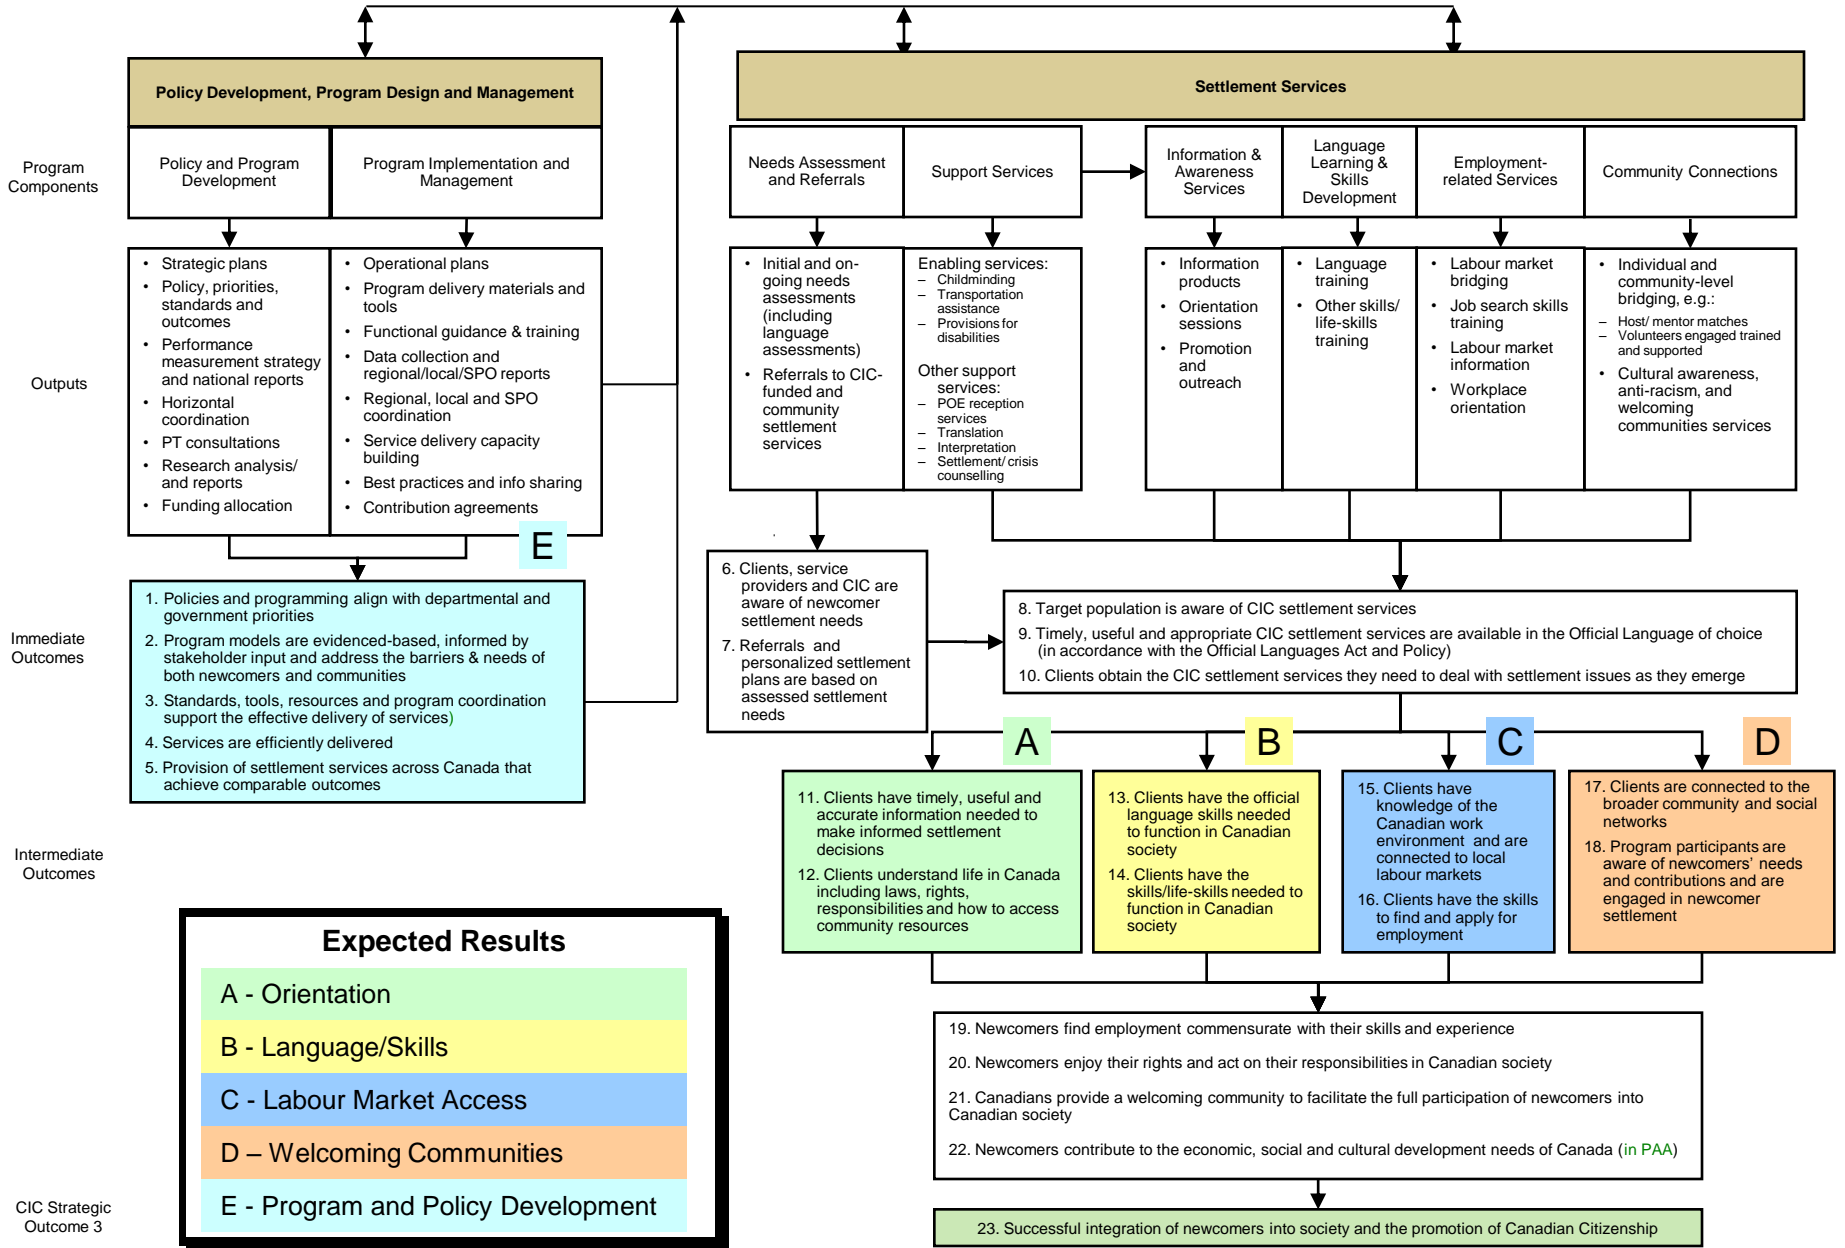 Policy Development, Program Design and Management
Settlement Services
Program
Components
Policy and Program
Development
Program Implementation and
Management
Needs Assessment
and Referrals
Support Services
Information &
Awareness
Services
Language
Learning &
Skills
Development
Employment-
related Services
Community Connections
Outputs
• Strategic plans
• Policy, priorities,
standards and
outcomes
• Performance
measurement strategy
and national reports
• Horizontal
coordination
• PT consultations
• Research analysis/
and reports
• Funding allocation
• Operational plans
• Program delivery materials and
tools
• Functional guidance & training
• Data collection and
regional/local/SPO reports
• Regional, local and SPO
coordination
• Service delivery capacity
building
• Best practices and info sharing
• Contribution agreements
• Initial and on-
going needs
assessments
(including
language
assessments)
• Referrals to CIC-
funded and
community
settlement
services
Enabling services:
– Childminding
– Transportation
assistance
– Provisions for
disabilities
Other support
services:
– POE reception
services
– Translation
– Interpretation
– Settlement/ crisis
counselling
• Information
products
• Orientation
sessions
• Promotion
and
outreach
• Language
training
• Other skills/
life-skills
training
• Labour market
bridging
• Job search skills
training
• Labour market
information
• Workplace
orientation
• Individual and
community-level
bridging, e.g.:
– Host/ mentor matches
– Volunteers engaged trained
and supported
• Cultural awareness,
anti-racism, and
welcoming
communities services
E
Immediate
Outcomes
1. Policies and programming align with departmental and
government priorities
2. Program models are evidenced-based, informed by
stakeholder input and address the barriers & needs of
both newcomers and communities
3. Standards, tools, resources and program coordination
support the effective delivery of services)
4. Services are efficiently delivered
5. Provision of settlement services across Canada that
achieve comparable outcomes
6. Clients, service
providers and CIC are
aware of newcomer
settlement needs
7. Referrals and
personalized settlement
plans are based on
assessed settlement
needs
8. Target population is aware of CIC settlement services
9. Timely, useful and appropriate CIC settlement services are available in the Official Language of choice
(in accordance with the Official Languages Act and Policy)
10. Clients obtain the CIC settlement services they need to deal with settlement issues as they emerge
A
B
C
D
Intermediate
Outcomes
11. Clients have timely, useful and
accurate information needed to
make informed settlement
decisions
12. Clients understand life in Canada
including laws, rights,
responsibilities and how to access
community resources
13. Clients have the official
language skills needed
to function in Canadian
society
14. Clients have the
skills/life-skills needed to
function in Canadian
society
15. Clients have
knowledge of the
Canadian work
environment and are
connected to local
labour markets
16. Clients have the skills
to find and apply for
employment
17. Clients are connected to the
broader community and social
networks
18. Program participants are
aware of newcomers’ needs
and contributions and are
engaged in newcomer
settlement
Expected Results
A - Orientation
B - Language/Skills
C - Labour Market Access
D – Welcoming Communities
E - Program and Policy Development
19. Newcomers find employment commensurate with their skills and experience
20. Newcomers enjoy their rights and act on their responsibilities in Canadian society
21. Canadians provide a welcoming community to facilitate the full participation of newcomers into
Canadian society
22. Newcomers contribute to the economic, social and cultural development needs of Canada (in PAA)
CIC Strategic
Outcome 3
23. Successful integration of newcomers into society and the promotion of Canadian Citizenship